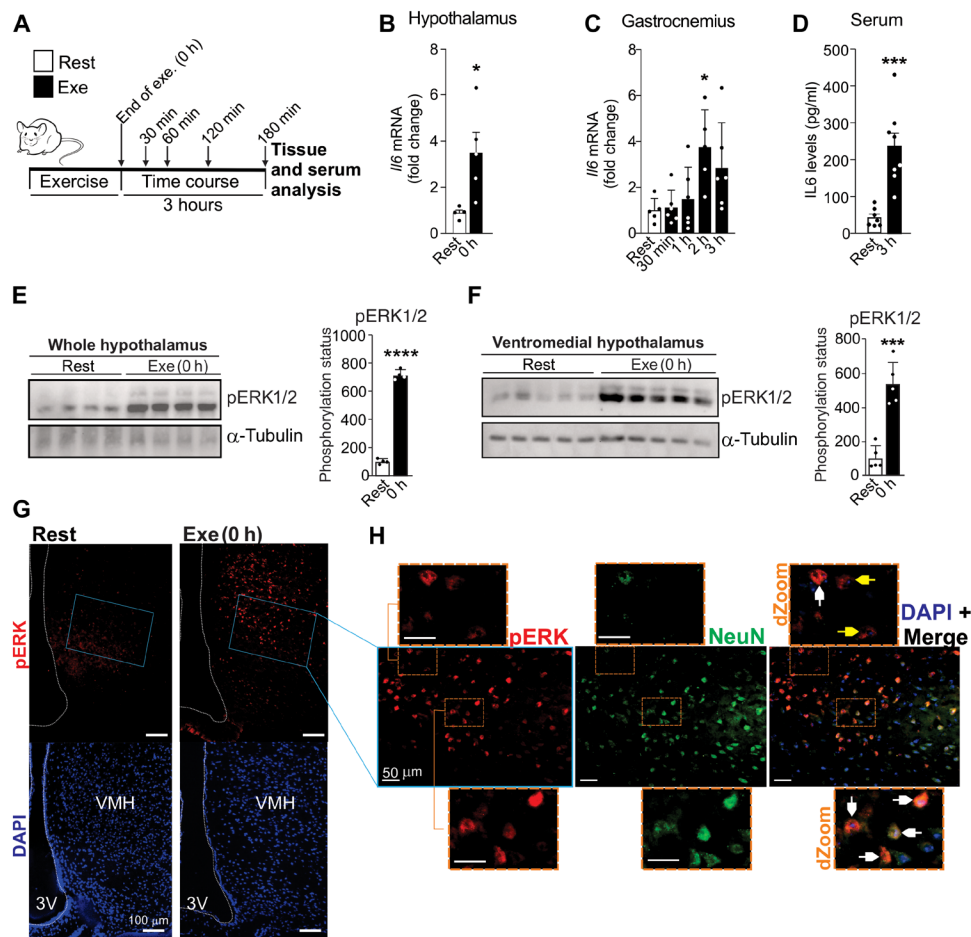 A
Rest
Exe
End of exe. (0 h)
30 min
60 min
120 min
180 min
Tissue
and serum
analysis
Exercise
Time course
3 hours
B
Hypothalamus
Il6 mRNA
(fold change)
8
6
4
2
0
*
Rest
0 h
C
Gastrocnemius
Il6 mRNA
(fold change)
8
6
4
2
0
*
Rest
30 min
1 h
2 h
3 h
D
Serum
IL6 levels (pg/ml)
500
400
300
200
100
0
***
Rest
3 h
E
Whole hypothalamus
Rest
Exe (0 h)
pERK1/2
α-Tubulin
pERK1/2
Phosphorylation status
1000
800
600
400
200
0
****
Rest
0 h
F
Ventromedial hypothalamus
Rest
Exe (0 h)
pERK1/2
α-Tubulin
pERK1/2
Phosphorylation status
800
600
400
200
0
***
Rest
0 h
G
Rest
Exe (0 h)
pERK
DAPI
VMH
3V
100 μm
VMH
3V
H
dZoom
pERK
NeuN
DAPI +
Merge
50 μm
dZoom